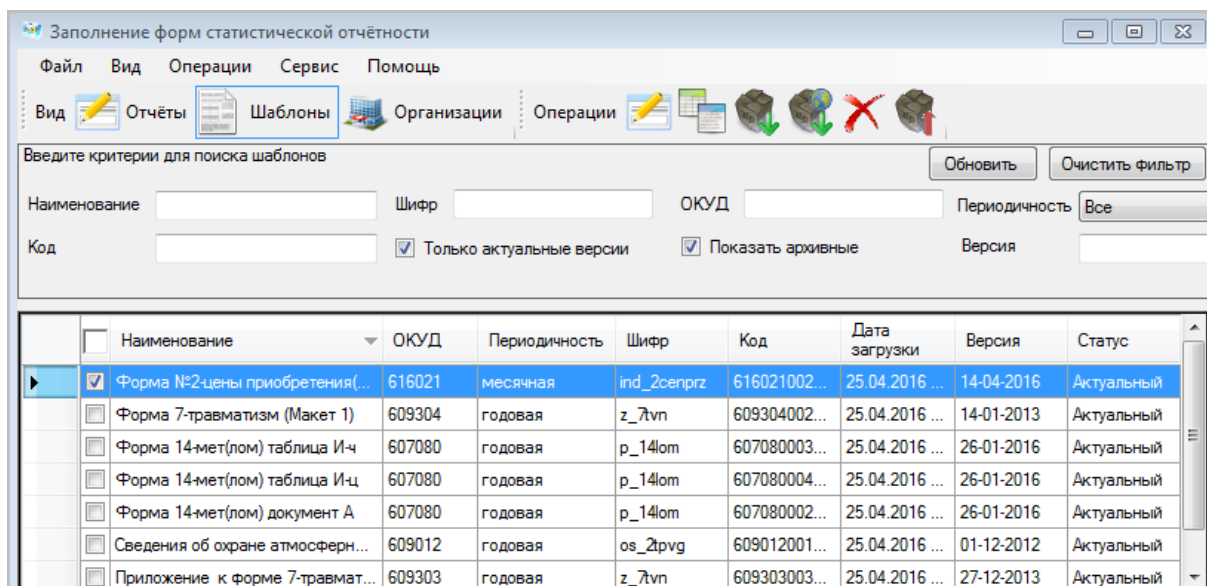 Заполнение форм статистической отчётности
Файл Вид Операции Сервис Помощь
Вид Отчёты Шаблоны Организации Операции
Введите критерии для поиска шаблонов Обновить Очистить фильтр
Наименование Шифр ОКУД Периодичность Все
Код Только актуальные версии Показать архивные Версия
Наименование ОКУД Периодичность Шифр Код Дата загрузки Версия Статус
Форма №2-цены приобретения(... 616021 месячная ind_2cenprz 616021002... 25.04.2016 ... 14-04-2016 Актуальный
Форма 7-травматизм (Макет 1) 609304 годовая z_7tvn 609304002... 25.04.2016 ... 14-01-2013 Актуальный
Форма 14-мет(лом) таблица И-ч 607080 годовая p_14lom 607080003... 25.04.2016 ... 26-01-2016 Актуальный
Форма 14-мет(лом) таблица И-ц 607080 годовая p_14lom 607080004... 25.04.2016 ... 26-01-2016 Актуальный
Форма 14-мет(лом) документ А 607080 годовая p_14lom 607080002... 25.04.2016 ... 26-01-2016 Актуальный
Сведения об охране атмосферн... 609012 годовая os_2tpvg 609012001... 25.04.2016 ... 01-12-2012 Актуальный
Приложение к форме 7-травмат... 609303 годовая z_7tvn 609303003... 25.04.2016 ... 27-12-2013 Актуальный